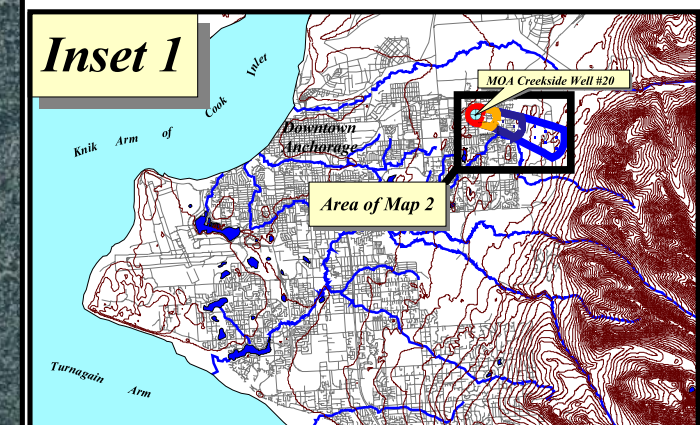 Inset 1
MOA Creekside Well #20
Knik Arm of Cook Inlet
Downtown
Anchorage
Area of Map 2
Turnagain Arm